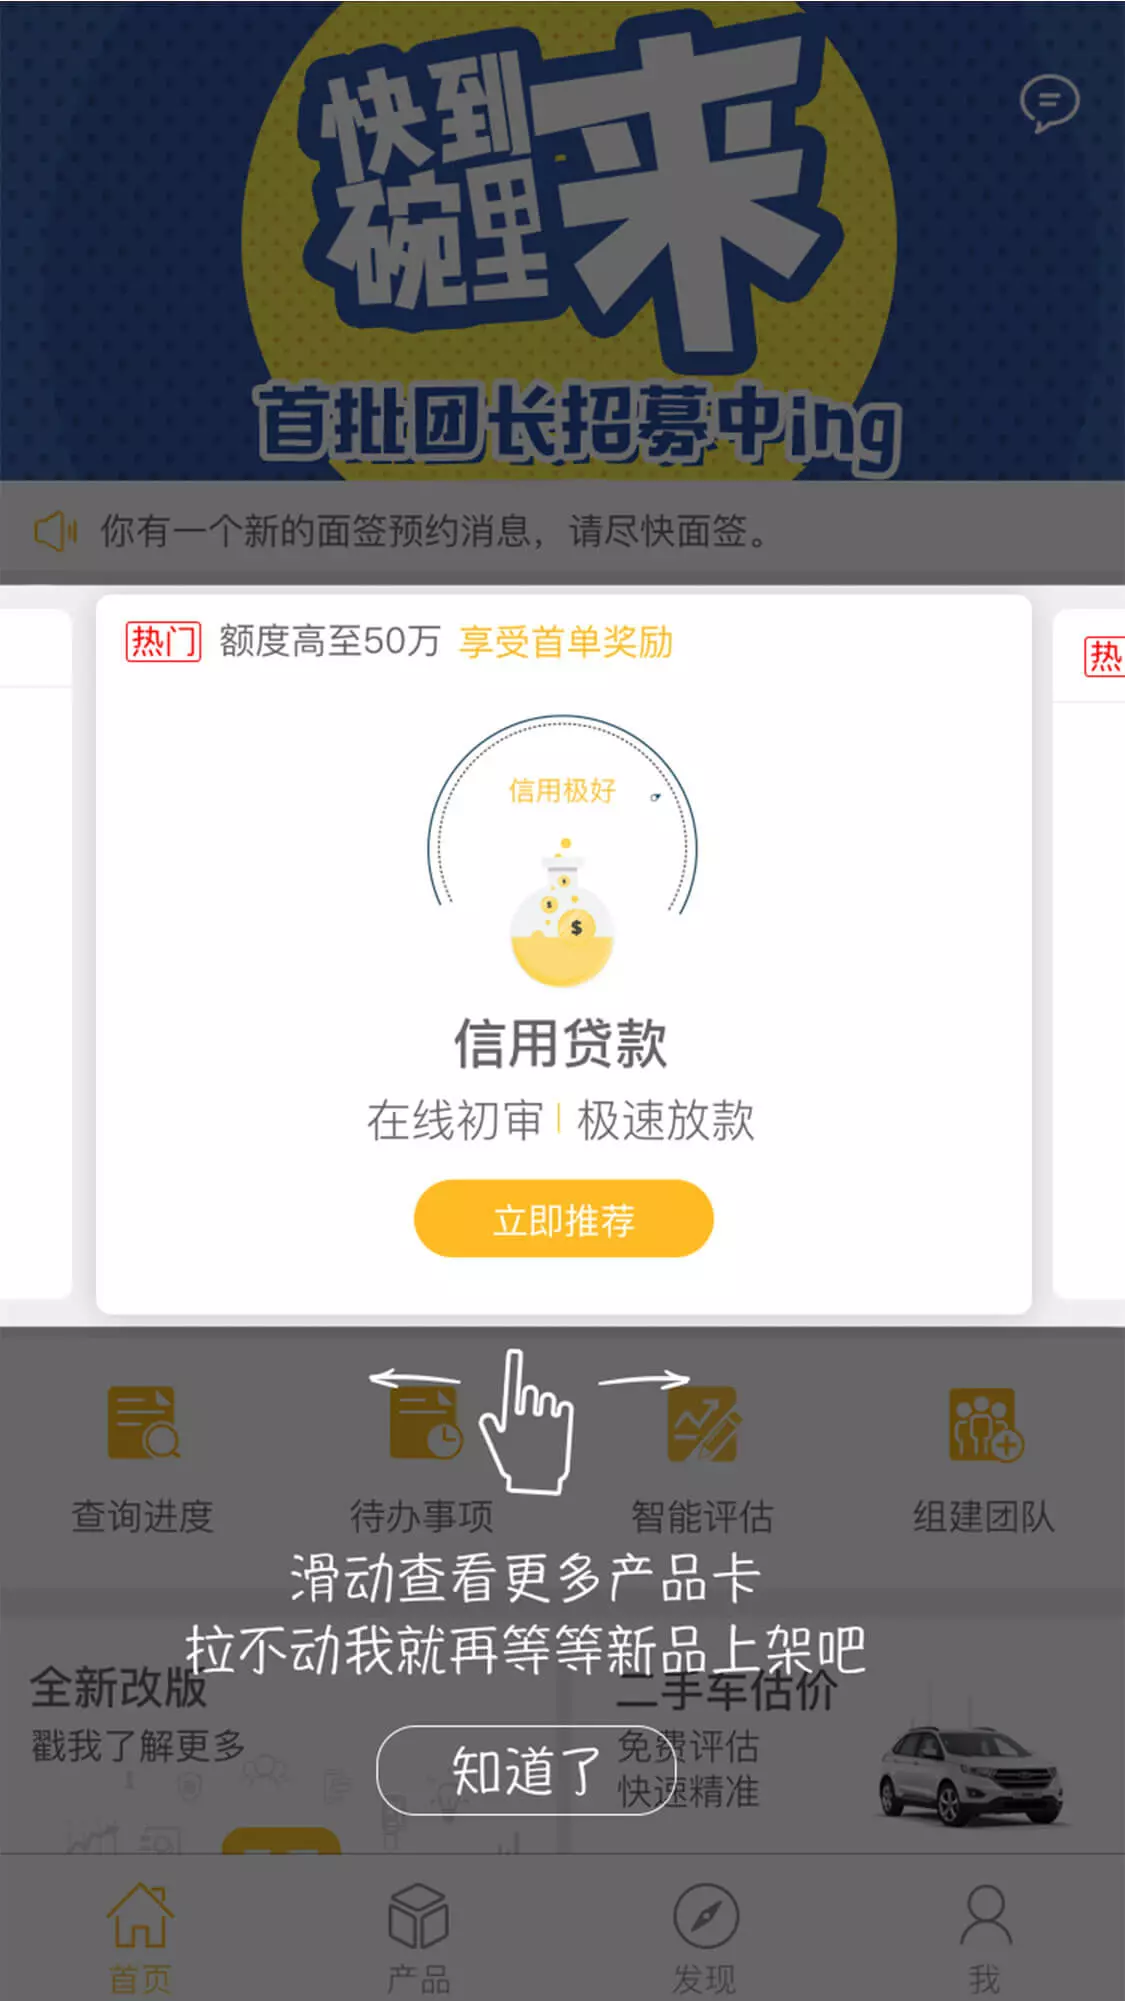 快到
碗里
来
首批团长招募中ing
你有一个新的面签预约消息，请尽快面签。
热门 额度高至50万 享受首单奖励
热
信用极好
$
$
$
信用贷款
在线初审 | 极速放款
立即推荐
查询进度 待办事项 智能评估 组建团队
滑动查看更多产品卡
拉不动我就再等等新品上架吧
全新改版
戳我了解更多
二手车估价
免费评估
快速精准
知道了
首页 产品 发现 我